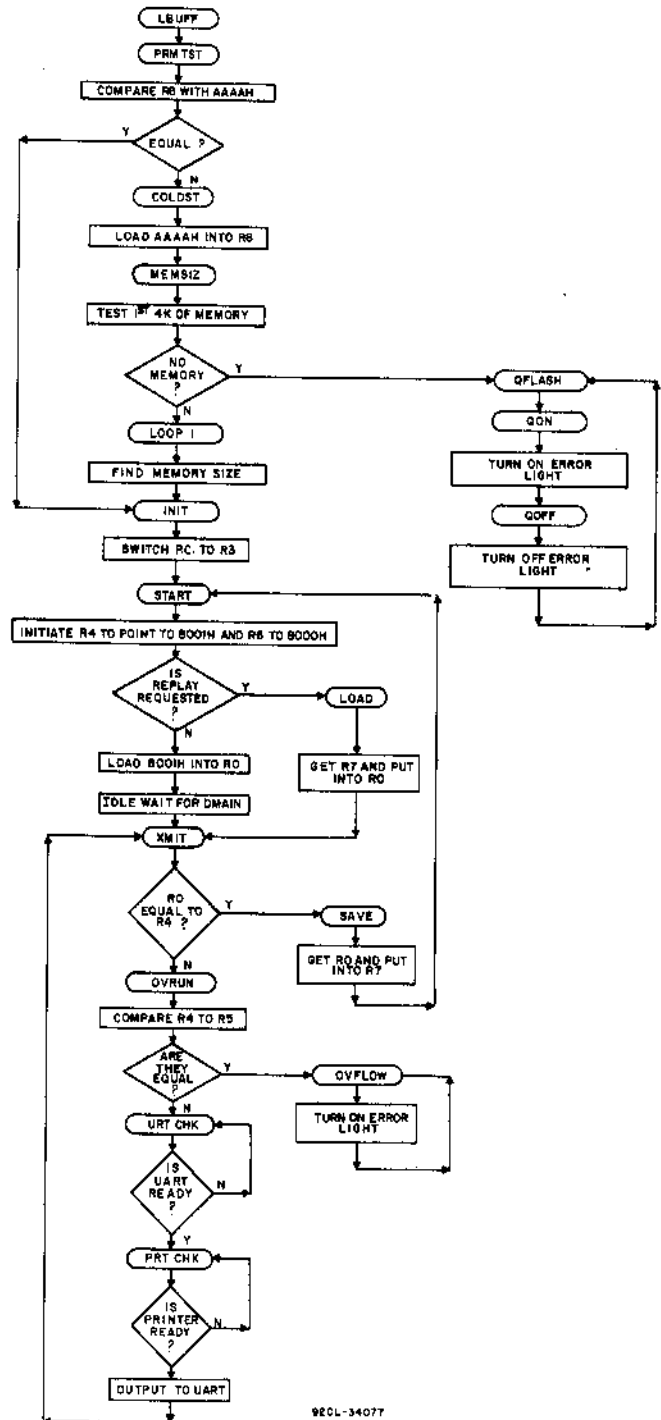 LBUFF
PRMTST
COMPARE R8 WITH AAAAH
EQUAL ?
Y
N
COLDST
LOAD AAAAH INTO R8
MEMSIZ
TEST 1ST 4K OF MEMORY
NO
MEMORY
?
Y
N
LOOP 1
FIND MEMORY SIZE
INIT
SWITCH RC. TO R3
START
INITIATE R4 TO POINT TO 8001H AND R6 TO 8000H
IS
REPLAY
REQUESTED
?
Y
N
LOAD 8001H INTO R0
IDLE WAIT FOR DMAIN
XMIT
LOAD
GET R7 AND PUT
INTO R0
R0
EQUAL TO
R4 ?
Y
N
SAVE
GET R0 AND PUT
INTO R7
OVRUN
COMPARE R4 TO R5
ARE
THEY
EQUAL
?
Y
N
OVFLOW
TURN ON ERROR
LIGHT
URT CHK
IS
UART
READY
?
N
Y
PRT CHK
IS
PRINTER
READY
?
N
OUTPUT TO UART
QFLASH
QON
TURN ON ERROR
LIGHT
QOFF
TURN OFF ERROR
LIGHT
92CL-34077